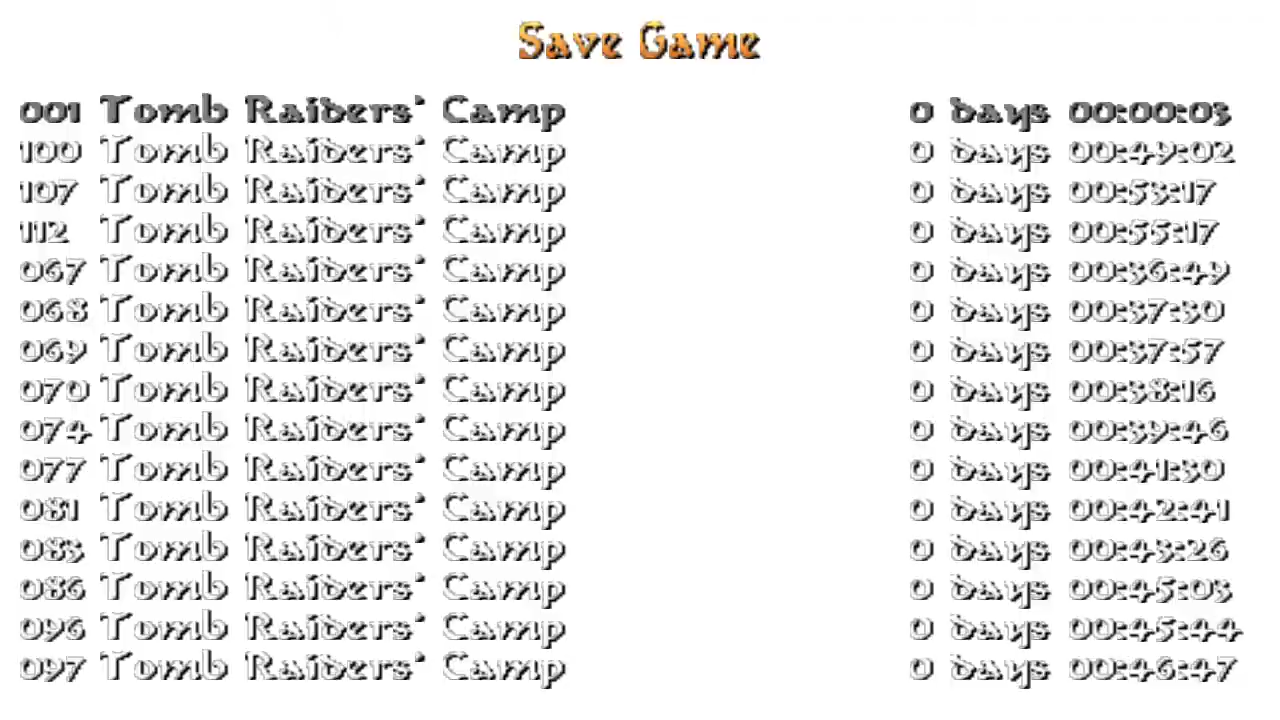 Save Game
001 Tomb Raiders' Camp 0 days 00:00:03
100 Tomb Raiders' Camp 0 days 00:49:02
107 Tomb Raiders' Camp 0 days 00:53:17
112 Tomb Raiders' Camp 0 days 00:55:17
067 Tomb Raiders' Camp 0 days 00:36:49
068 Tomb Raiders' Camp 0 days 00:37:30
069 Tomb Raiders' Camp 0 days 00:37:57
070 Tomb Raiders' Camp 0 days 00:38:16
074 Tomb Raiders' Camp 0 days 00:39:46
077 Tomb Raiders' Camp 0 days 00:41:30
081 Tomb Raiders' Camp 0 days 00:42:41
083 Tomb Raiders' Camp 0 days 00:43:26
086 Tomb Raiders' Camp 0 days 00:45:03
096 Tomb Raiders' Camp 0 days 00:45:44
097 Tomb Raiders' Camp 0 days 00:46:47